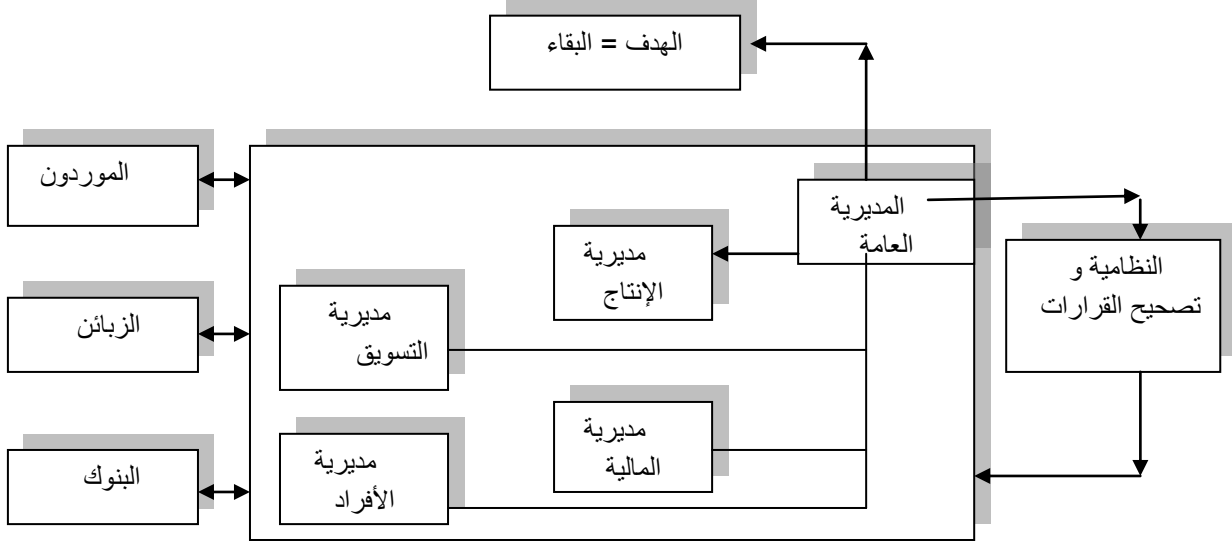 الهدف = البقاء
الموردون
المديرية
العامة
مديرية
الإنتاج
النظامية و
تصحيح القرارات
الزبائن
مديرية
التسويق
مديرية
المالية
البنوك
مديرية
الأفراد